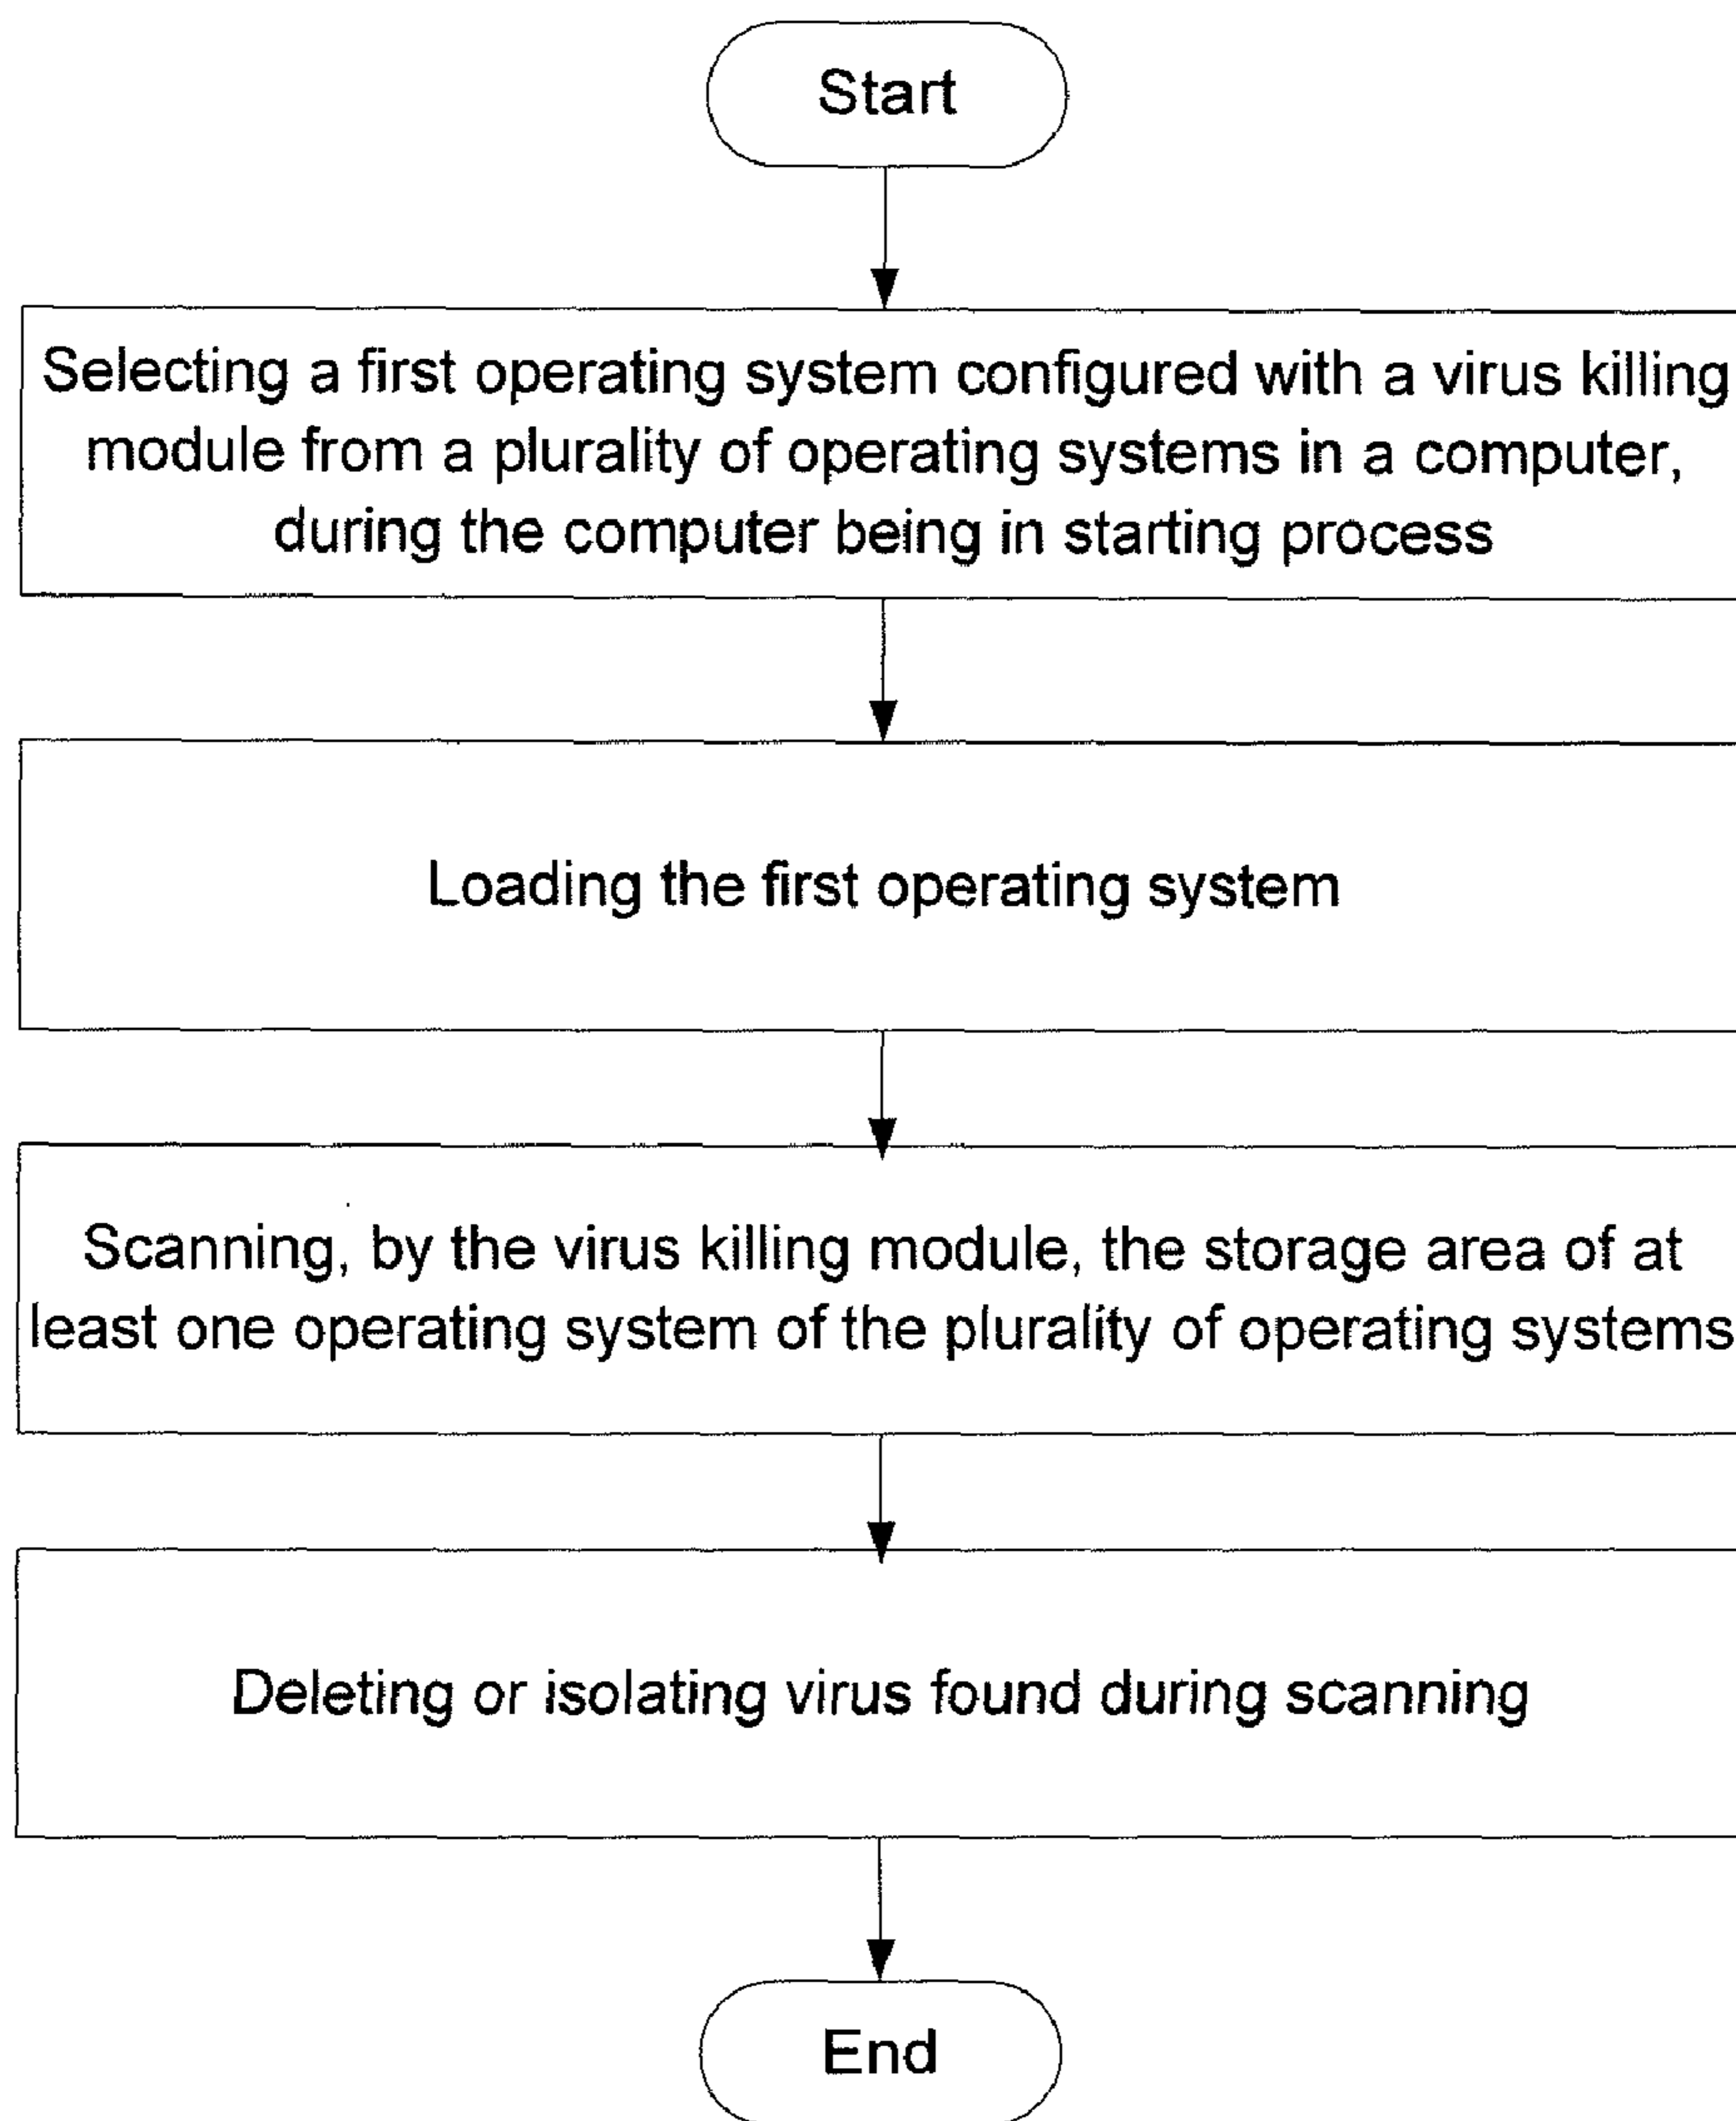 Start
Selecting a first operating system configured with a virus killing
module from a plurality of operating systems in a computer,
during the computer being in starting process
Loading the first operating system
Scanning, by the virus killing module, the storage area of at
least one operating system of the plurality of operating systems
Deleting or isolating virus found during scanning
End